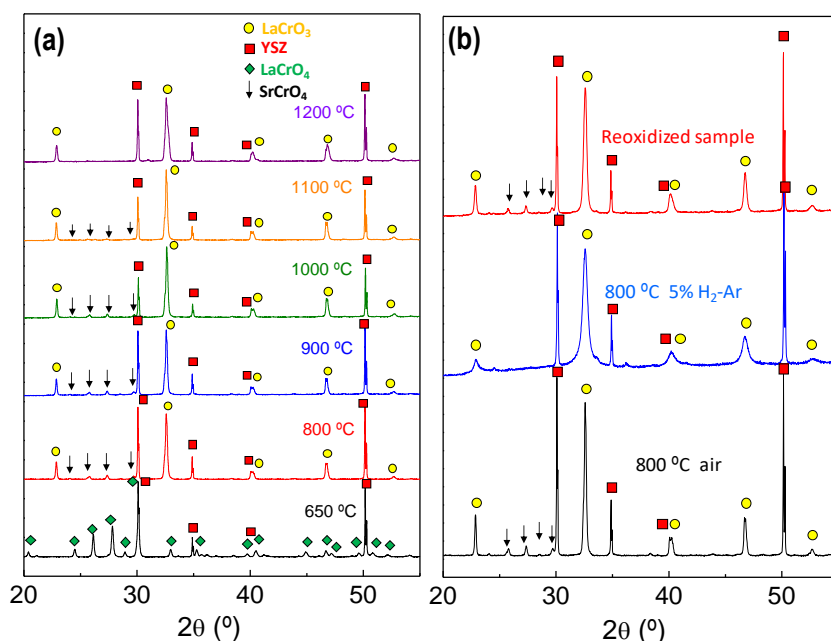 (a)
LaCrO₃
YSZ
LaCrO₄
SrCrO₄
1200 ºC
1100 ºC
1000 ºC
900 ºC
800 ºC
650 ºC
20 30 40 50
2θ (º)
(b)
Reoxidized sample
800 ºC 5% H₂-Ar
800 ºC air
20 30 40 50
2θ (º)